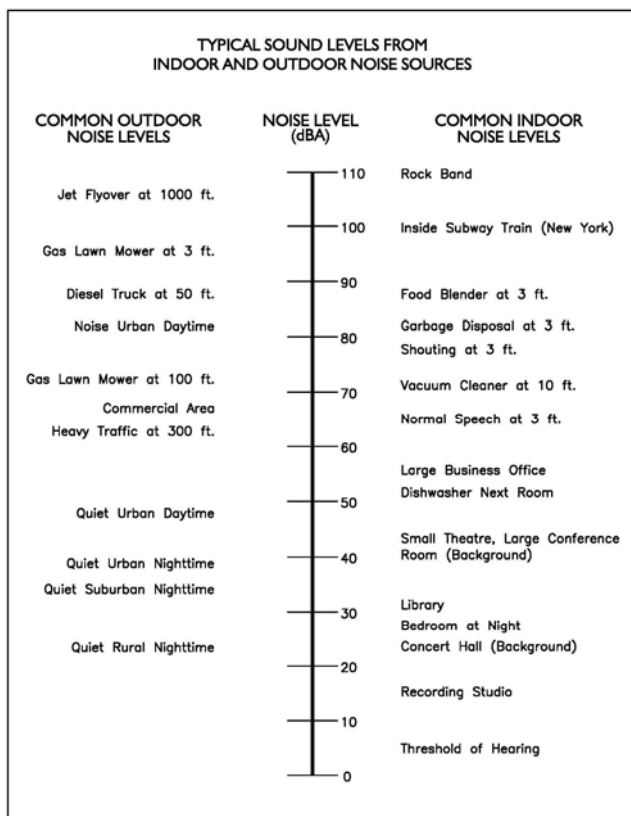 TYPICAL SOUND LEVELS FROM
INDOOR AND OUTDOOR NOISE SOURCES
COMMON OUTDOOR
NOISE LEVELS
Jet Flyover at 1000 ft.
Gas Lawn Mower at 3 ft.
Diesel Truck at 50 ft.
Noise Urban Daytime
Gas Lawn Mower at 100 ft.
Commercial Area
Heavy Traffic at 300 ft.
Quiet Urban Daytime
Quiet Urban Nighttime
Quiet Suburban Nighttime
Quiet Rural Nighttime
NOISE LEVEL
(dBA)
110
100
90
80
70
60
50
40
30
20
10
0
COMMON INDOOR
NOISE LEVELS
Rock Band
Inside Subway Train (New York)
Food Blender at 3 ft.
Garbage Disposal at 3 ft.
Shouting at 3 ft.
Vacuum Cleaner at 10 ft.
Normal Speech at 3 ft.
Large Business Office
Dishwasher Next Room
Small Theatre, Large Conference
Room (Background)
Library
Bedroom at Night
Concert Hall (Background)
Recording Studio
Threshold of Hearing